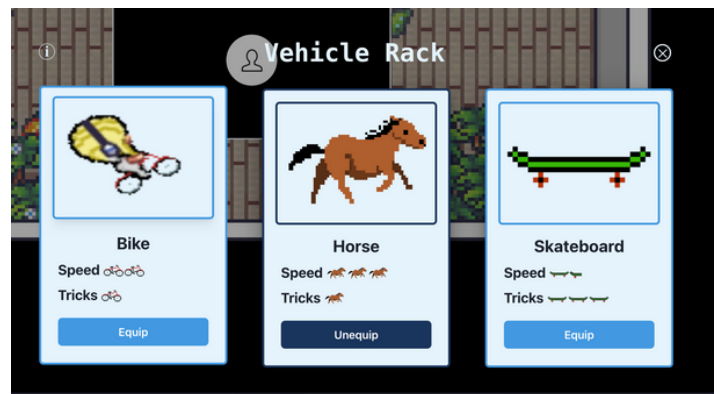 Vehicle Rack
Bike
Speed
Tricks
Equip
Horse
Speed
Tricks
Unequip
Skateboard
Speed
Tricks
Equip